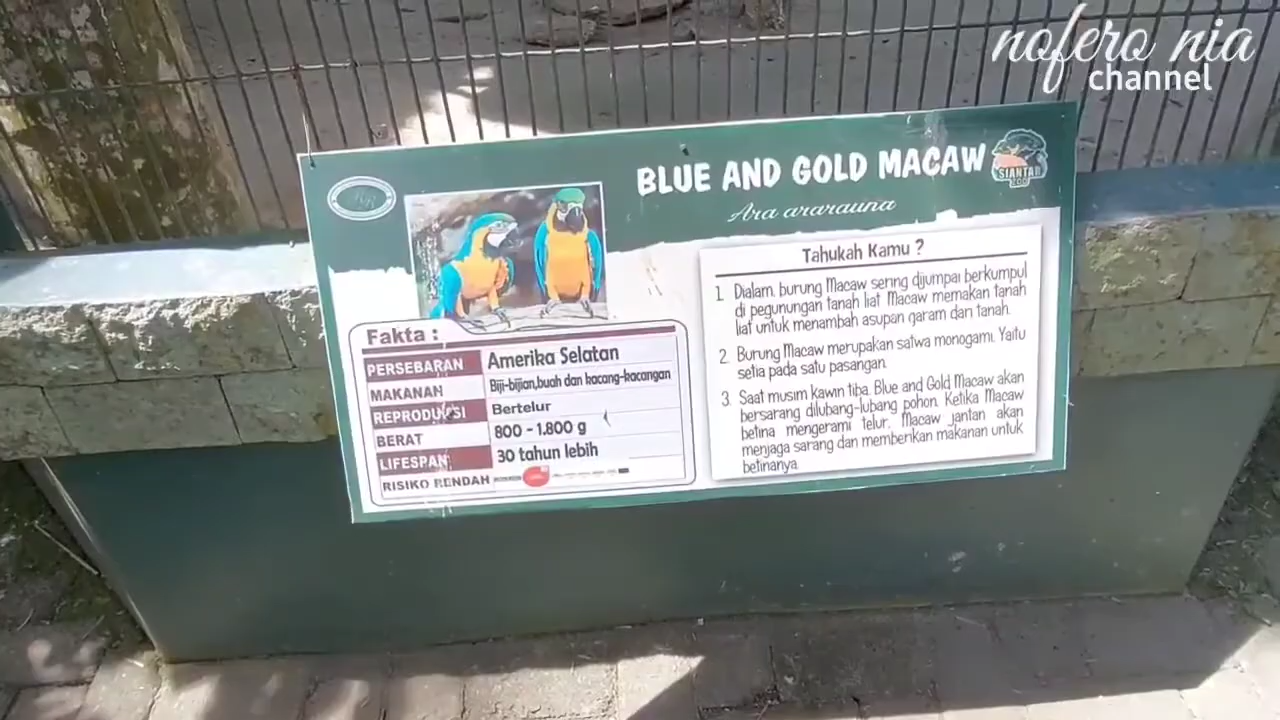 nofero nia
channel
BLUE AND GOLD MACAW
SIANTAR
ZOO
Ara ararauna
Fakta :
PERSEBARAN Amerika Selatan
MAKANAN Biji-bijian,buah dan kacang-kacangan
REPRODUKSI Bertelur
BERAT 800 - 1.800 g
LIFESPAN 30 tahun lebih
RISIKO RENDAH
Tahukah Kamu ?
1. Dialam, burung Macaw sering dijumpai berkumpul
di pegunungan tanah liat Macaw memakan tanah
liat untuk menambah asupan garam dan tanah.
2. Burung Macaw merupakan satwa monogami. Yaitu
setia pada satu pasangan.
3. Saat musim kawin tiba, Blue and Gold Macaw akan
bersarang dilubang-lubang pohon. Ketika Macaw
betina mengerami telur, Macaw jantan akan
menjaga sarang dan memberikan makanan untuk
betinanya